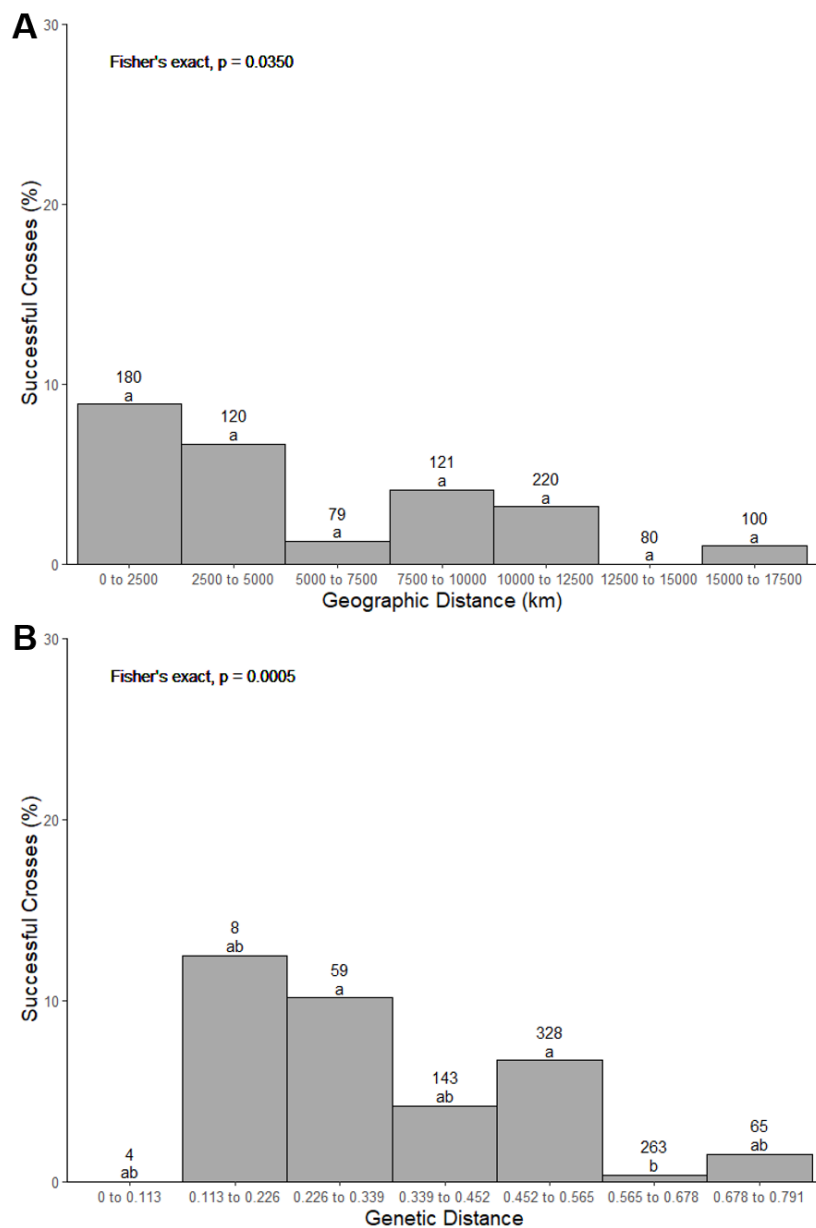 A
Fisher's exact, p = 0.0350
Successful Crosses (%)
30
20
10
0
180
a
120
a
79
a
121
a
220
a
80
a
100
a
0 to 2500
2500 to 5000
5000 to 7500
7500 to 10000
10000 to 12500
12500 to 15000
15000 to 17500
Geographic Distance (km)
B
Fisher's exact, p = 0.0005
Successful Crosses (%)
30
20
10
0
4
ab
8
ab
59
a
143
ab
328
a
263
b
65
ab
0 to 0.113
0.113 to 0.226
0.226 to 0.339
0.339 to 0.452
0.452 to 0.565
0.565 to 0.678
0.678 to 0.791
Genetic Distance